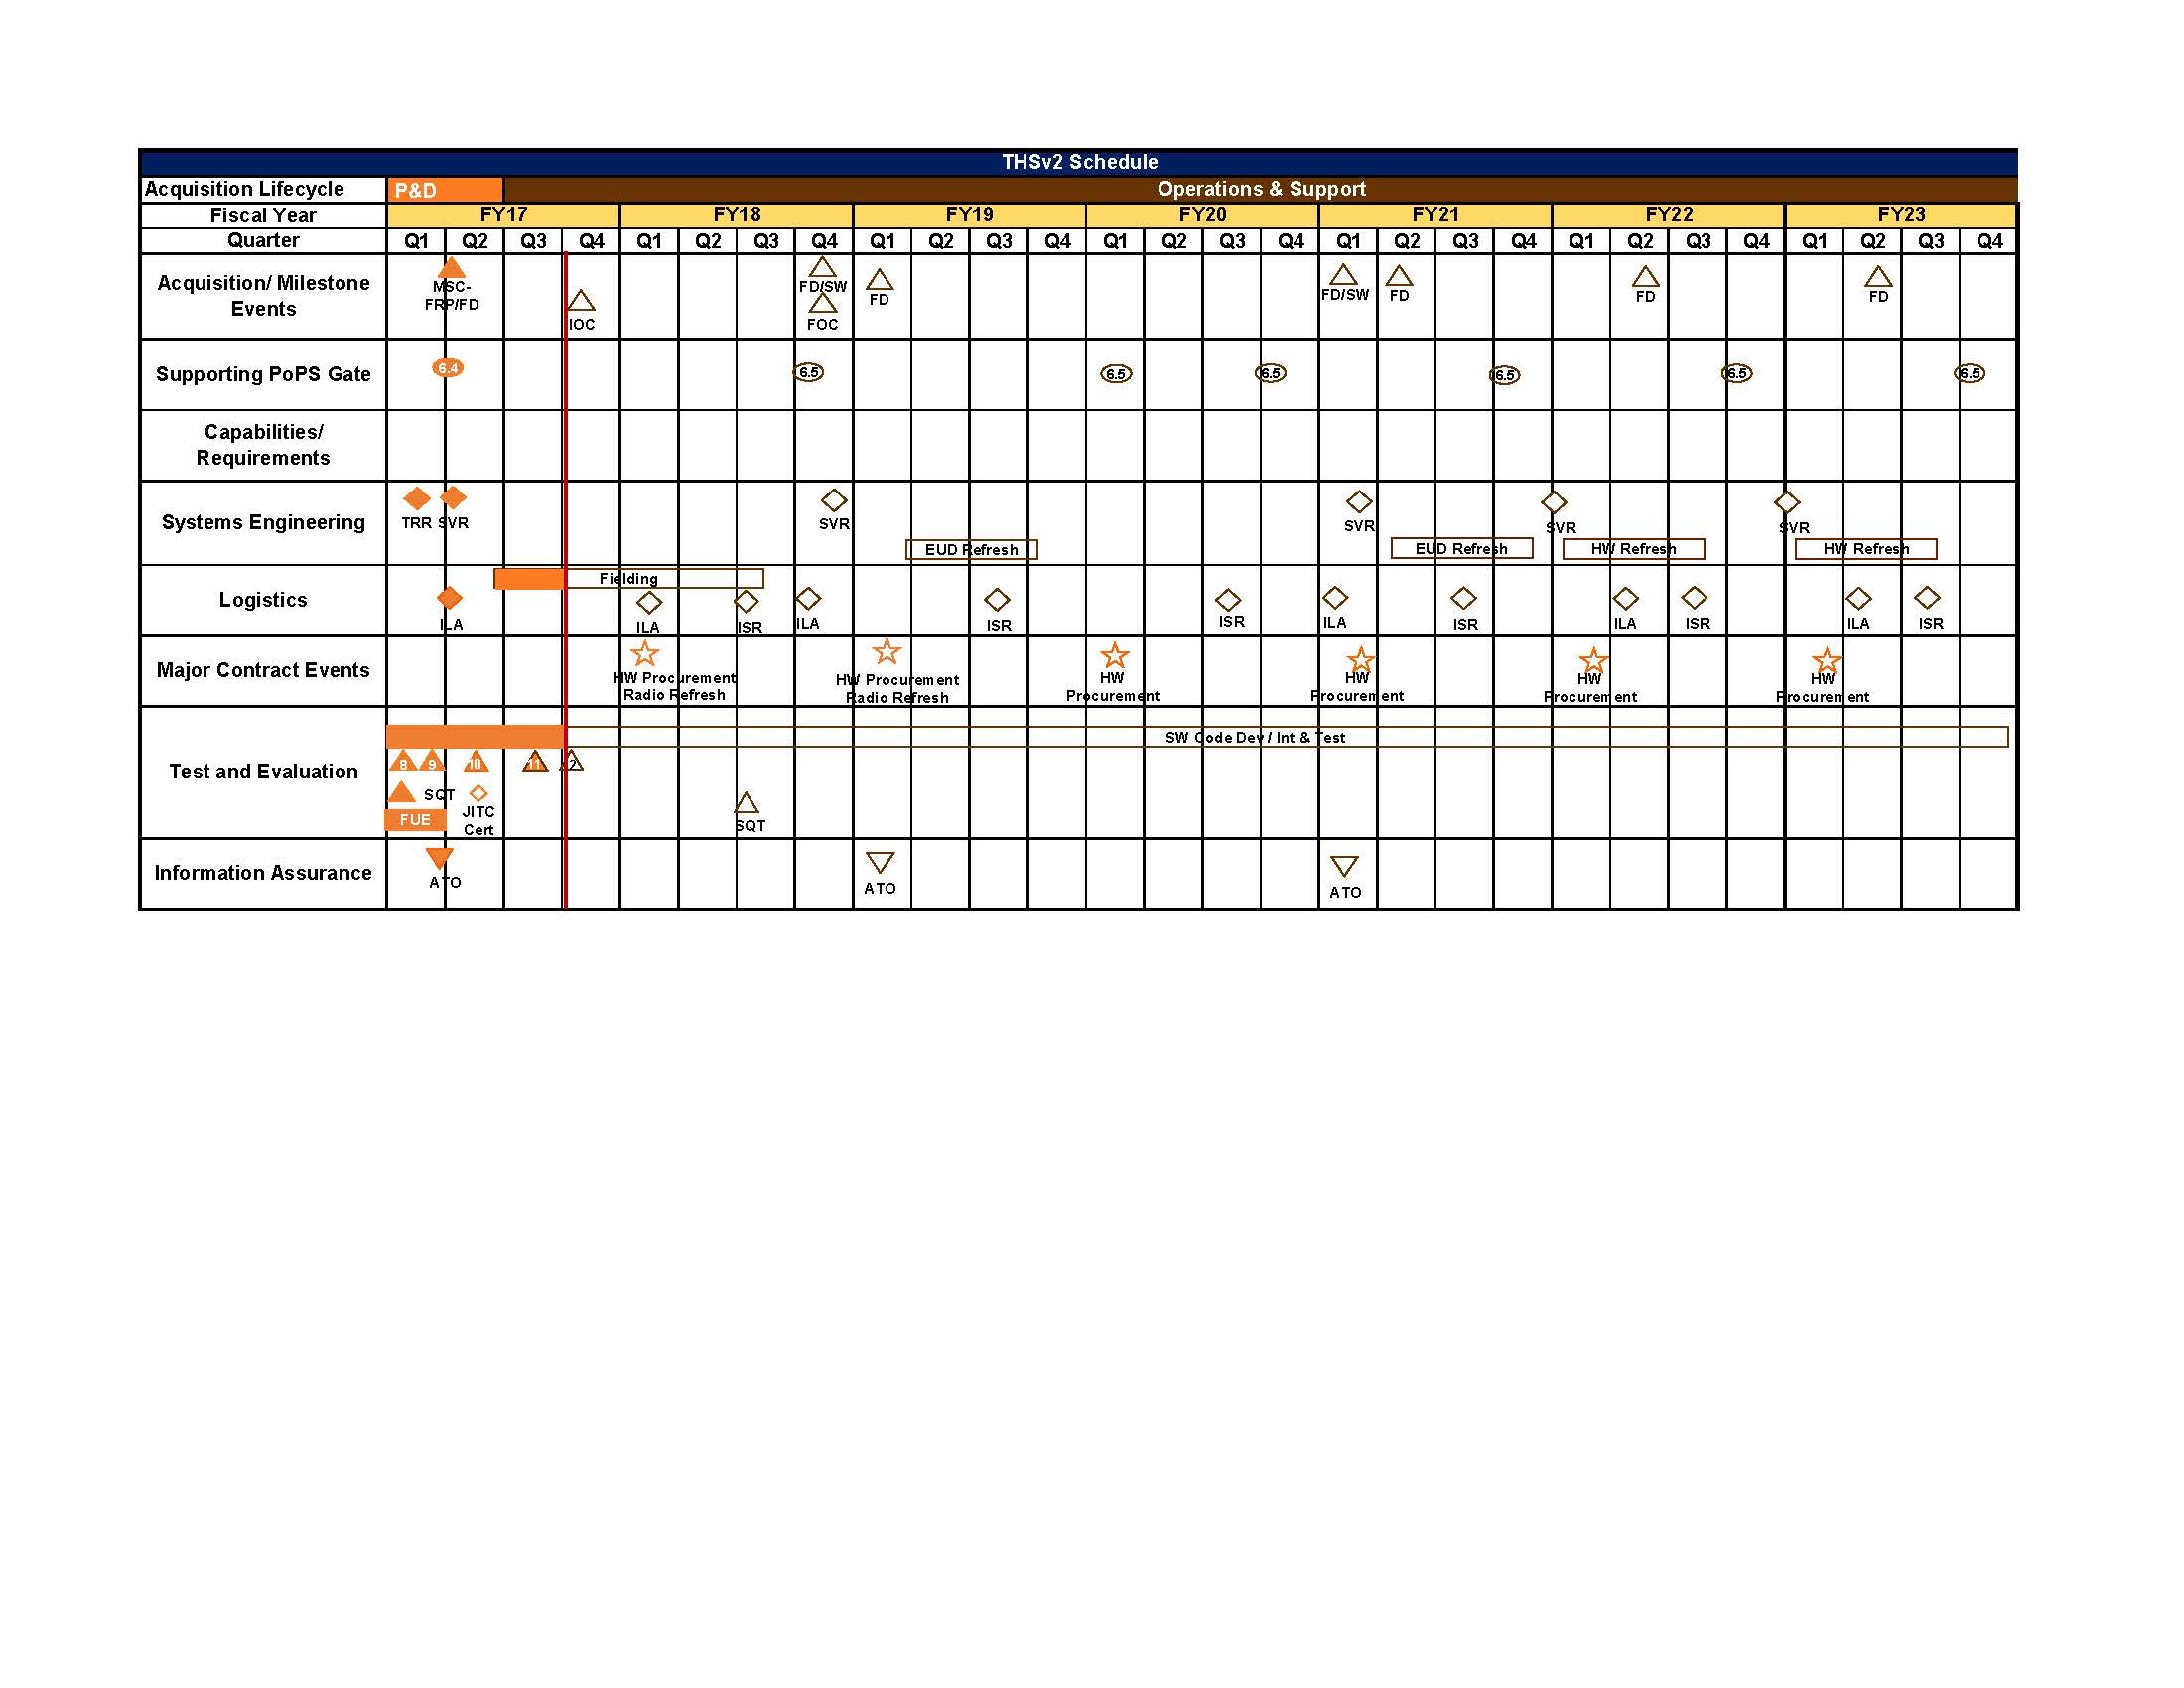 THSv2 Schedule
Acquisition Lifecycle P&D Operations & Support
Fiscal Year FY17 FY18 FY19 FY20 FY21 FY22 FY23
Quarter Q1 Q2 Q3 Q4 Q1 Q2 Q3 Q4 Q1 Q2 Q3 Q4 Q1 Q2 Q3 Q4 Q1 Q2 Q3 Q4 Q1 Q2 Q3 Q4 Q1 Q2 Q3 Q4
Acquisition/ Milestone
Events
MSC-
FRP/FD
IOC
FD/SW
FOC
FD
FD/SW
FD
FD
FD
Supporting PoPS Gate
6.4 6.5 6.5 6.5 6.5 6.5 6.5
Capabilities/
Requirements
Systems Engineering
TRR SVR SVR SVR SVR SVR
EUD Refresh EUD Refresh HW Refresh HW Refresh
Logistics
Fielding
ILA ILA ISR ILA ISR ISR ILA ISR ILA ISR ILA ISR
Major Contract Events
HW Procurement
Radio Refresh
HW Procurement
Radio Refresh
HW
Procurement
HW
Procurement
HW
Procurement
HW
Procurement
Test and Evaluation
SW Code Dev / Int & Test
8 9 10 11 12
SQT
JITC
Cert
FUE
SQT
Information Assurance
ATO ATO ATO